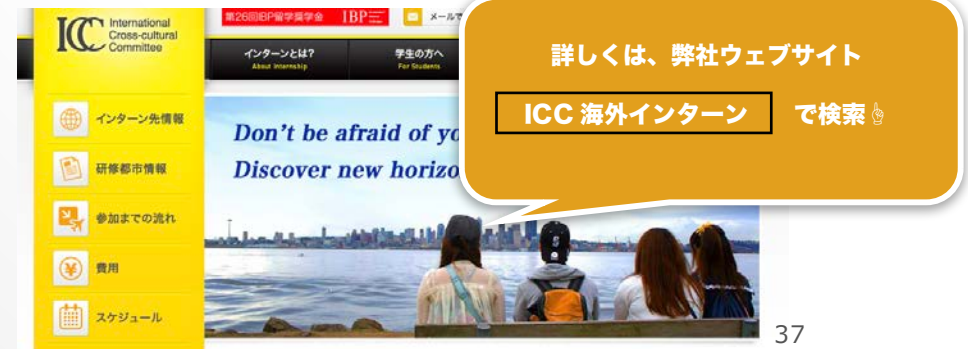 ICC International
Cross-cultural
Committee
第26回IBP留学奨学金 IBP
メールで
インターンとは?
About Internship
学生の方へ
For Students
インターン先情報
研修都市情報
参加までの流れ
費用
スケジュール
Don't be afraid of yo
Discover new horizo
詳しくは、弊社ウェブサイト
ICC 海外インターン で検索☝
37